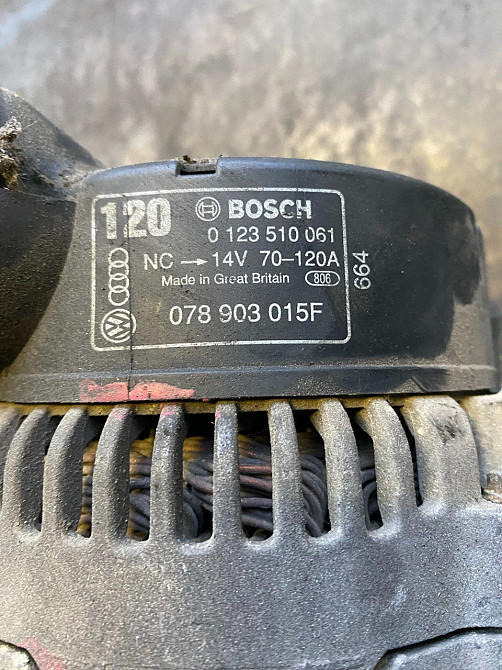 120 BOSCH
0 123 510 061
NC → 14V 70-120A
Made in Great Britain 806
078 903 015F
664